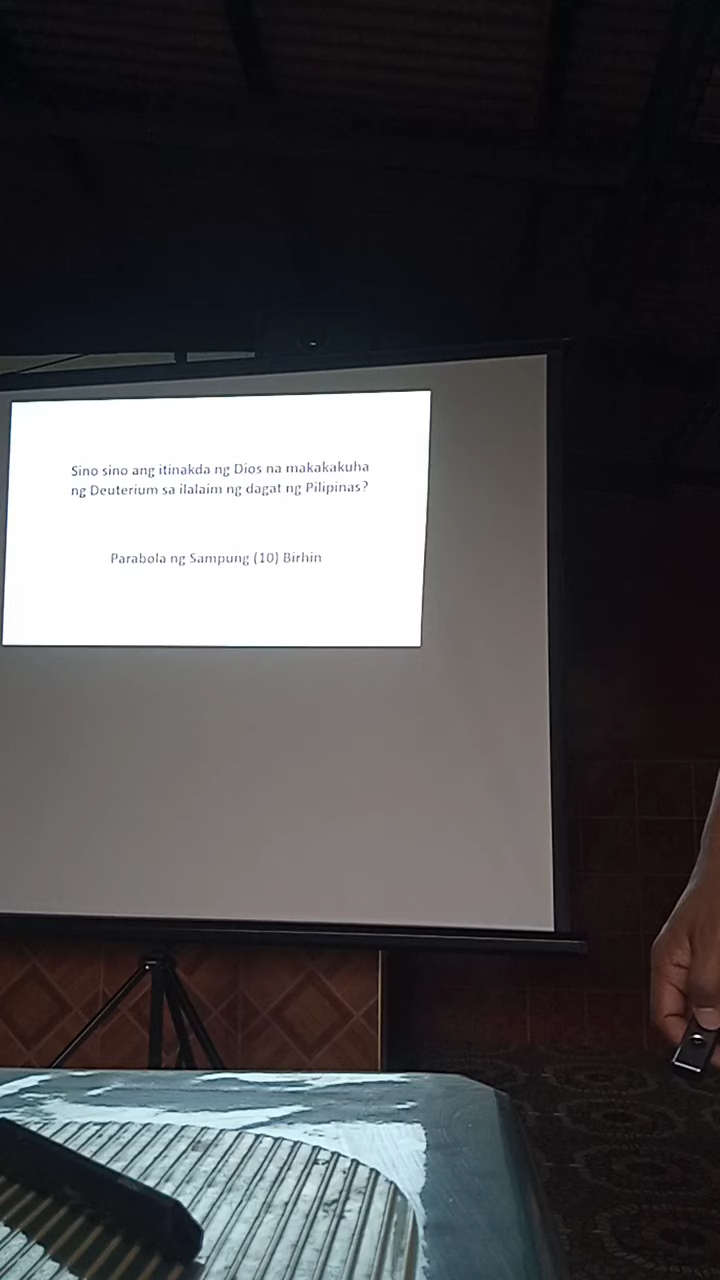 Sino sino ang itinakda ng Dios na makakakuha
ng Deuterium sa ilalaim ng dagat ng Pilipinas?
Parabola ng Sampung (10) Birhin